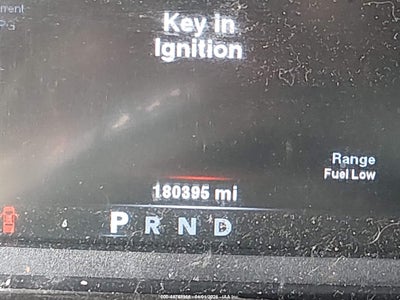 Key In
Ignition
Range
Fuel Low
180395 mi
P R N D